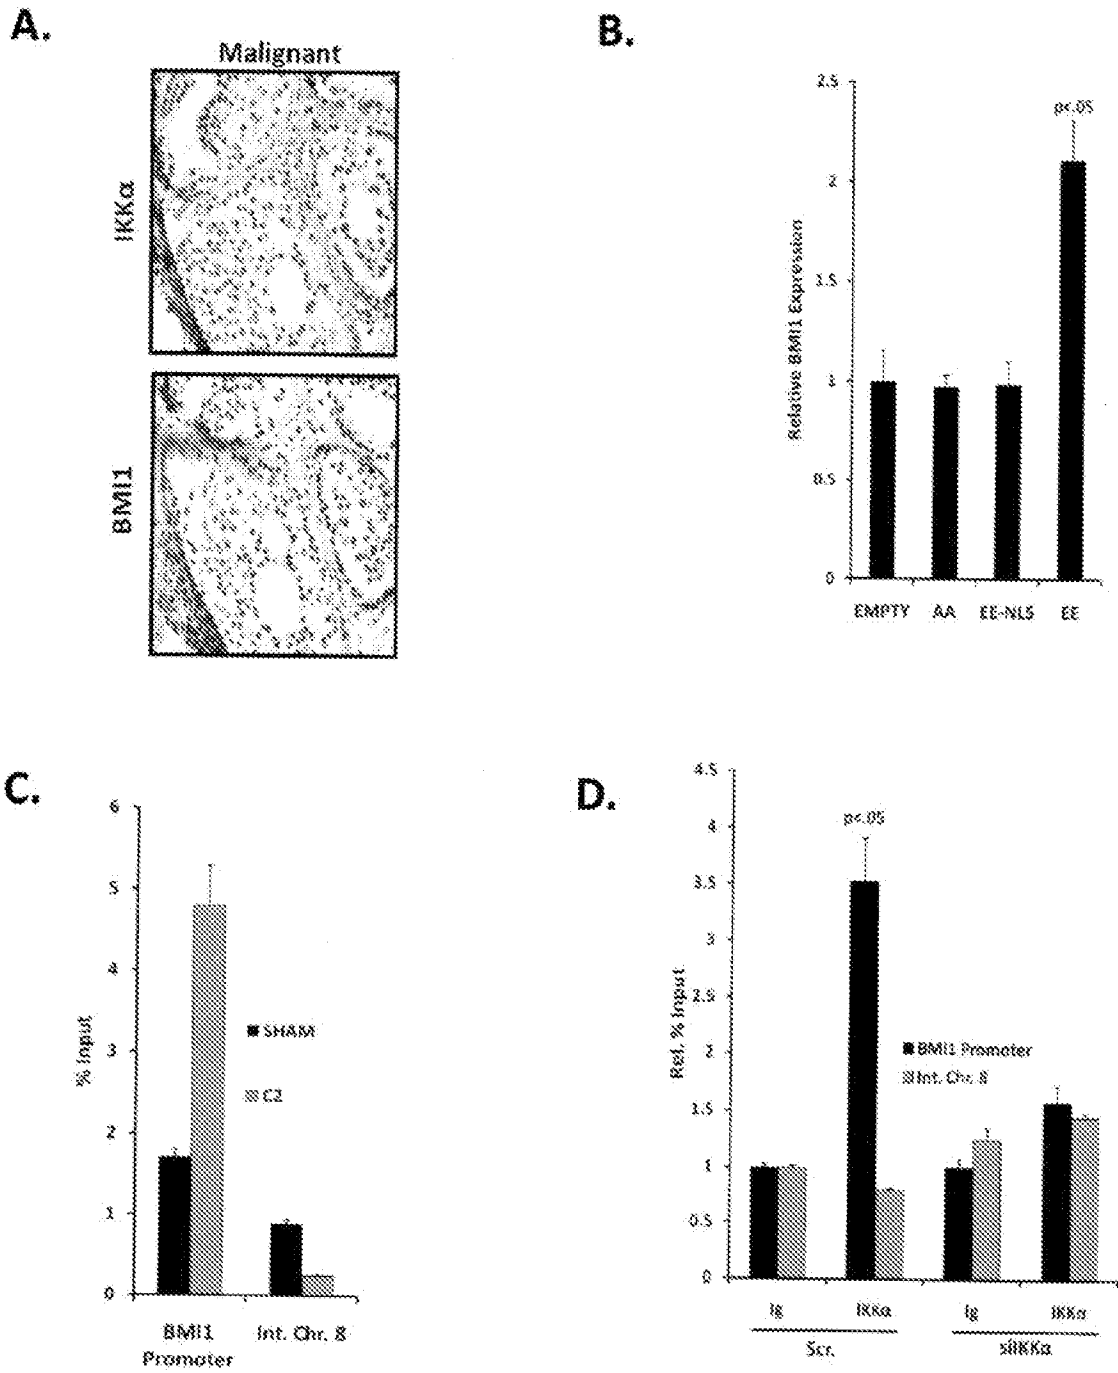 A.
Malignant
IKKα
BMI1
B.
Relative BMI1 Expression
2.5
2
1.5
1
0.5
0
p<.05
EMPTY AA EE-NLS EE
C.
% Input
6
5
4
3
2
1
0
SHAM
C2
BMI1 Promoter
Int. Chr. 8
D.
Rel. % Input
4.5
4
3.5
3
2.5
2
1.5
1
0.5
0
p<.05
BMI1 Promoter
Int. Chr. 8
Ig IKKα Ig IKKα
Scr. siIKKα